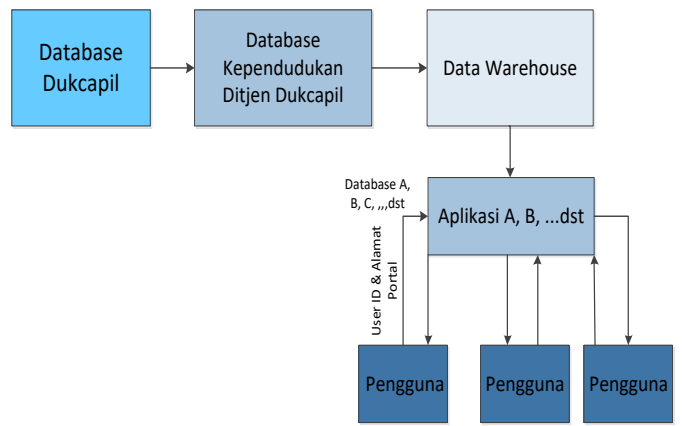 Database
Dukcapil
Database
Kependudukan
Ditjen Dukcapil
Data Warehouse
Database A,
B, C, ,,,dst
Aplikasi A, B, ...dst
User ID & Alamat
Portal
Pengguna
Pengguna
Pengguna